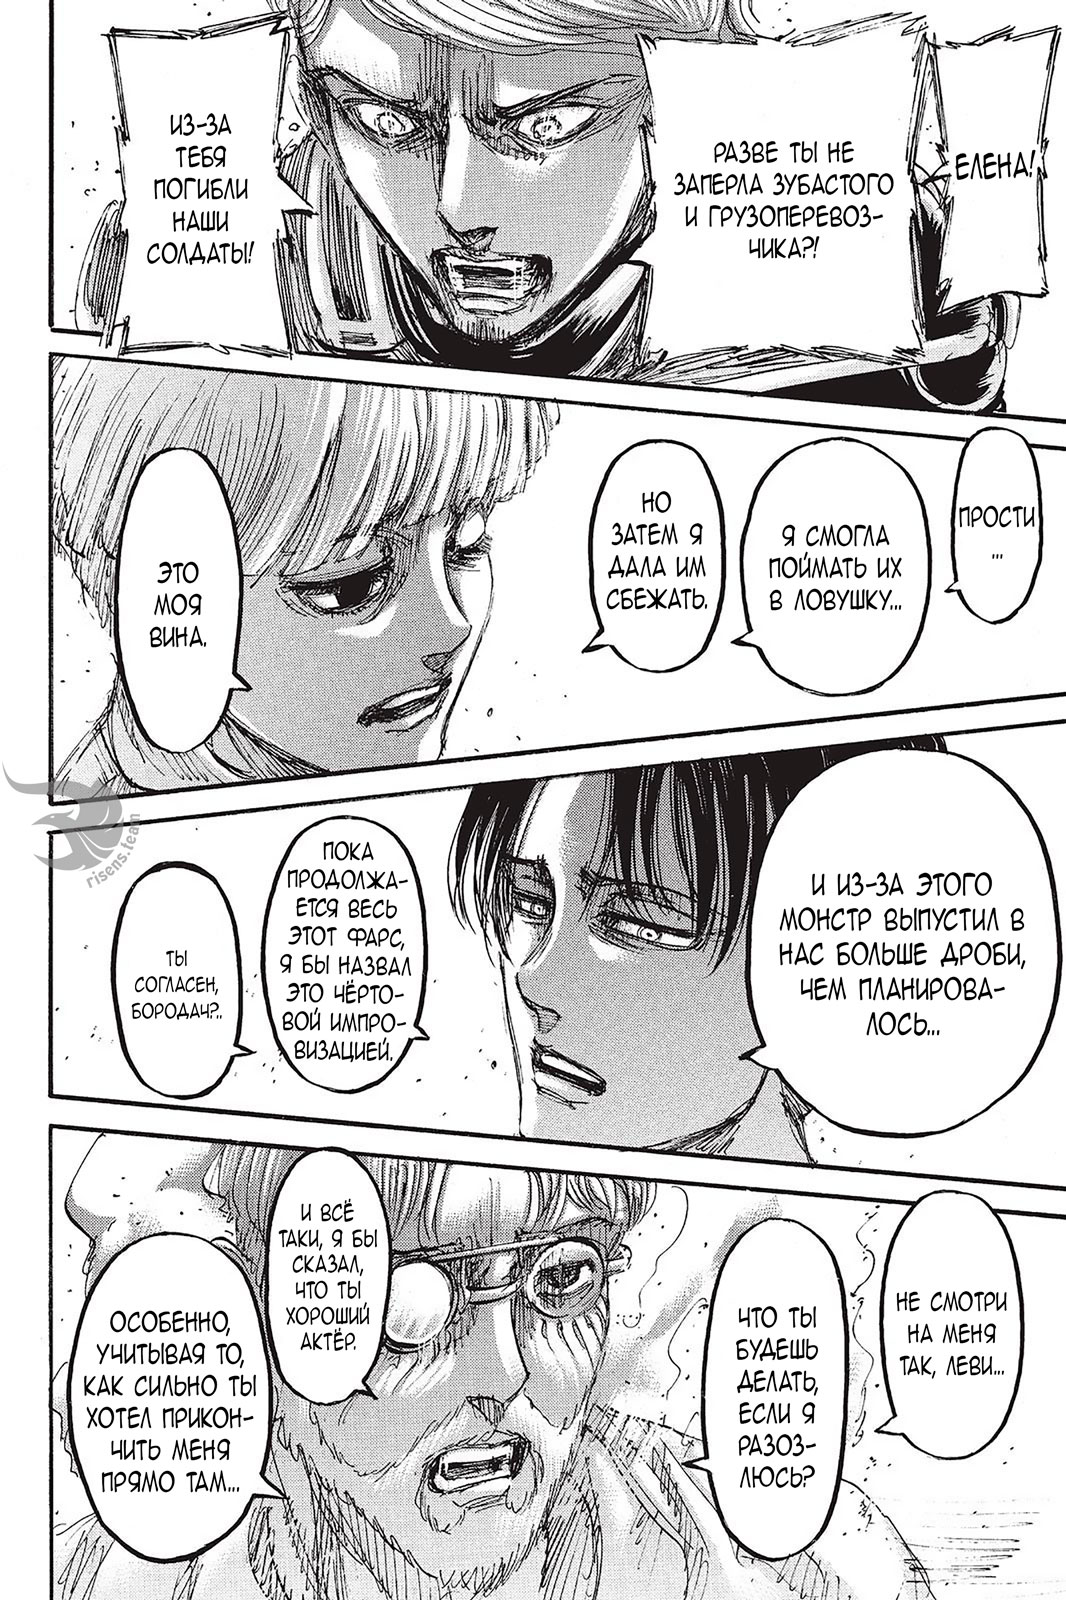 ЕЛЕНА!
РАЗВЕ ТЫ НЕ
ЗАПЕРЛА ЗУБАСТОГО
И ГРУЗОПЕРЕВОЗ-
ЧИКА?!
ИЗ-ЗА
ТЕБЯ
ПОГИБЛИ
НАШИ
СОЛДАТЫ!
ПРОСТИ
...
Я СМОГЛА
ПОЙМАТЬ ИХ
В ЛОВУШКУ...
НО
ЗАТЕМ Я
ДАЛА ИМ
СБЕЖАТЬ.
ЭТО
МОЯ
ВИНА.
И ИЗ-ЗА ЭТОГО
МОНСТР ВЫПУСТИЛ В
НАС БОЛЬШЕ ДРОБИ,
ЧЕМ ПЛАНИРОВА-
ЛОСЬ...
ПОКА
ПРОДОЛЖА-
ЕТСЯ ВЕСЬ
ЭТОТ ФАРС,
Я БЫ НАЗВАЛ
ЭТО ЧЁРТО-
ВОЙ ИМПРО-
ВИЗАЦИЕЙ.
ТЫ
СОГЛАСЕН,
БОРОДАЧ?..
risens.team
НЕ СМОТРИ
НА МЕНЯ
ТАК, ЛЕВИ...
ЧТО ТЫ
БУДЕШЬ
ДЕЛАТЬ,
ЕСЛИ Я
РАЗОЗ-
ЛЮСЬ?
И ВСЁ
ТАКИ, Я БЫ
СКАЗАЛ,
ЧТО ТЫ
ХОРОШИЙ
АКТЁР.
ОСОБЕННО,
УЧИТЫВАЯ ТО,
КАК СИЛЬНО ТЫ
ХОТЕЛ ПРИКОН-
ЧИТЬ МЕНЯ
ПРЯМО ТАМ...